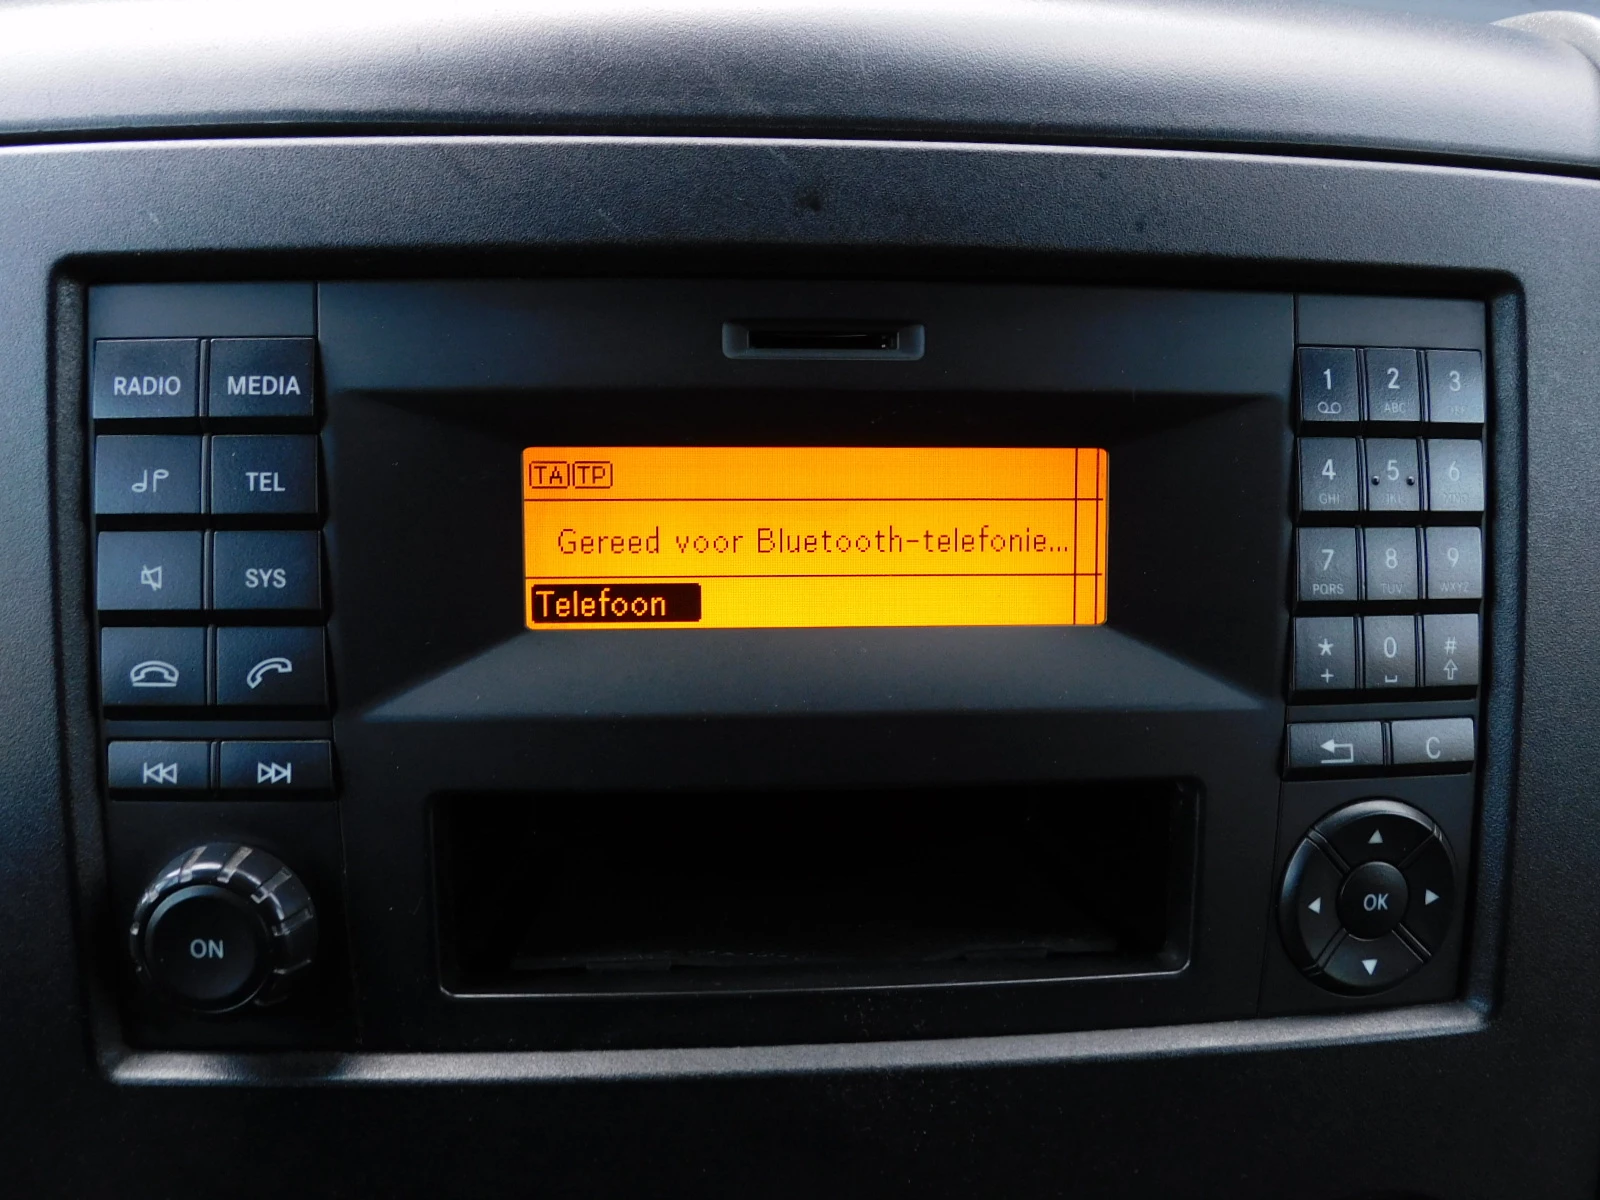 RADIO MEDIA
TEL
SYS
TA TP
Gereed voor Bluetooth-telefonie...
Telefoon
1 2 ABC 3
4 GHI 5 JKL 6
7 PQRS 8 TUV 9 WXYZ
* + 0 #
C
ON
OK